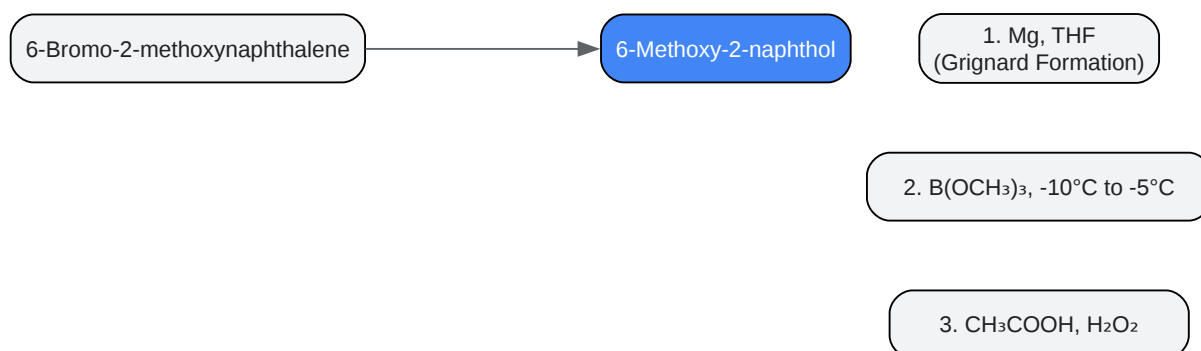 6-Bromo-2-methoxynaphthalene
6-Methoxy-2-naphthol
1. Mg, THF
(Grignard Formation)
2. B(OCH₃)₃, -10°C to -5°C
3. CH₃COOH, H₂O₂